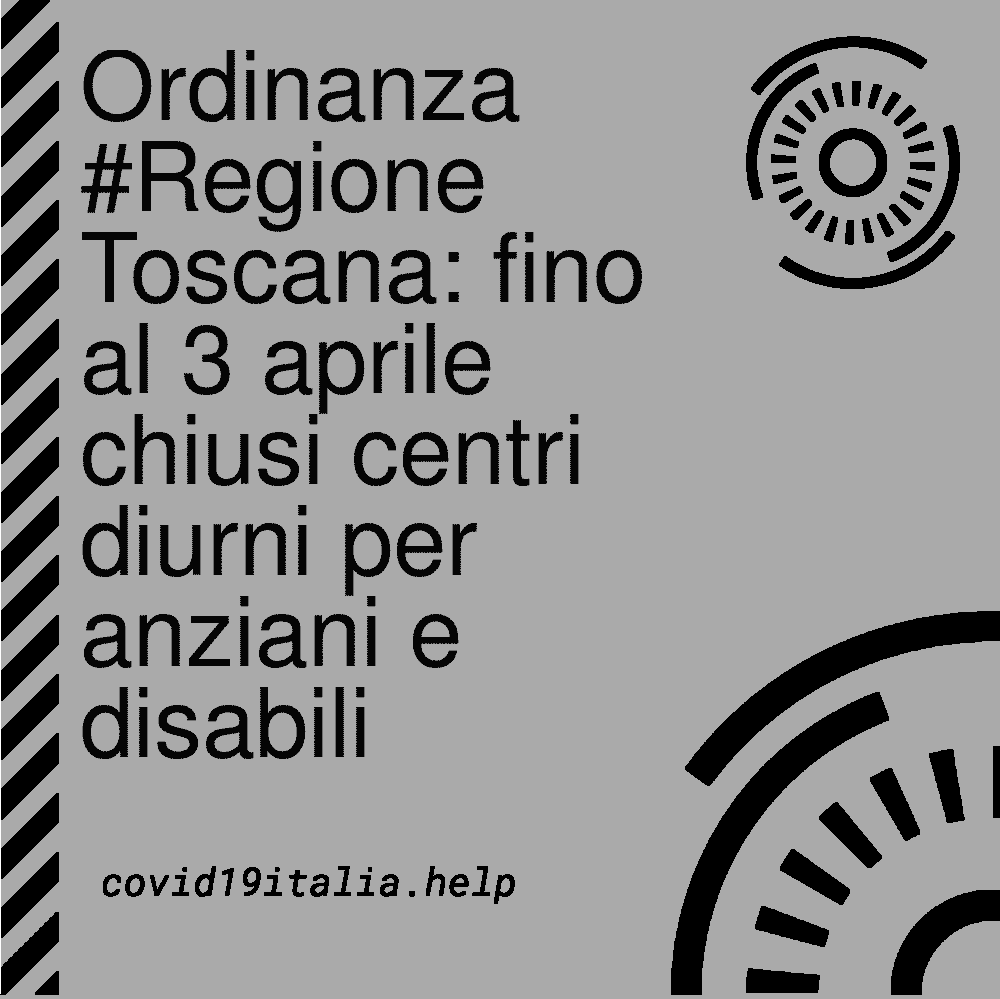 Ordinanza
#Regione
Toscana: fino
al 3 aprile
chiusi centri
diurni per
anziani e
disabili
covid19italia.help